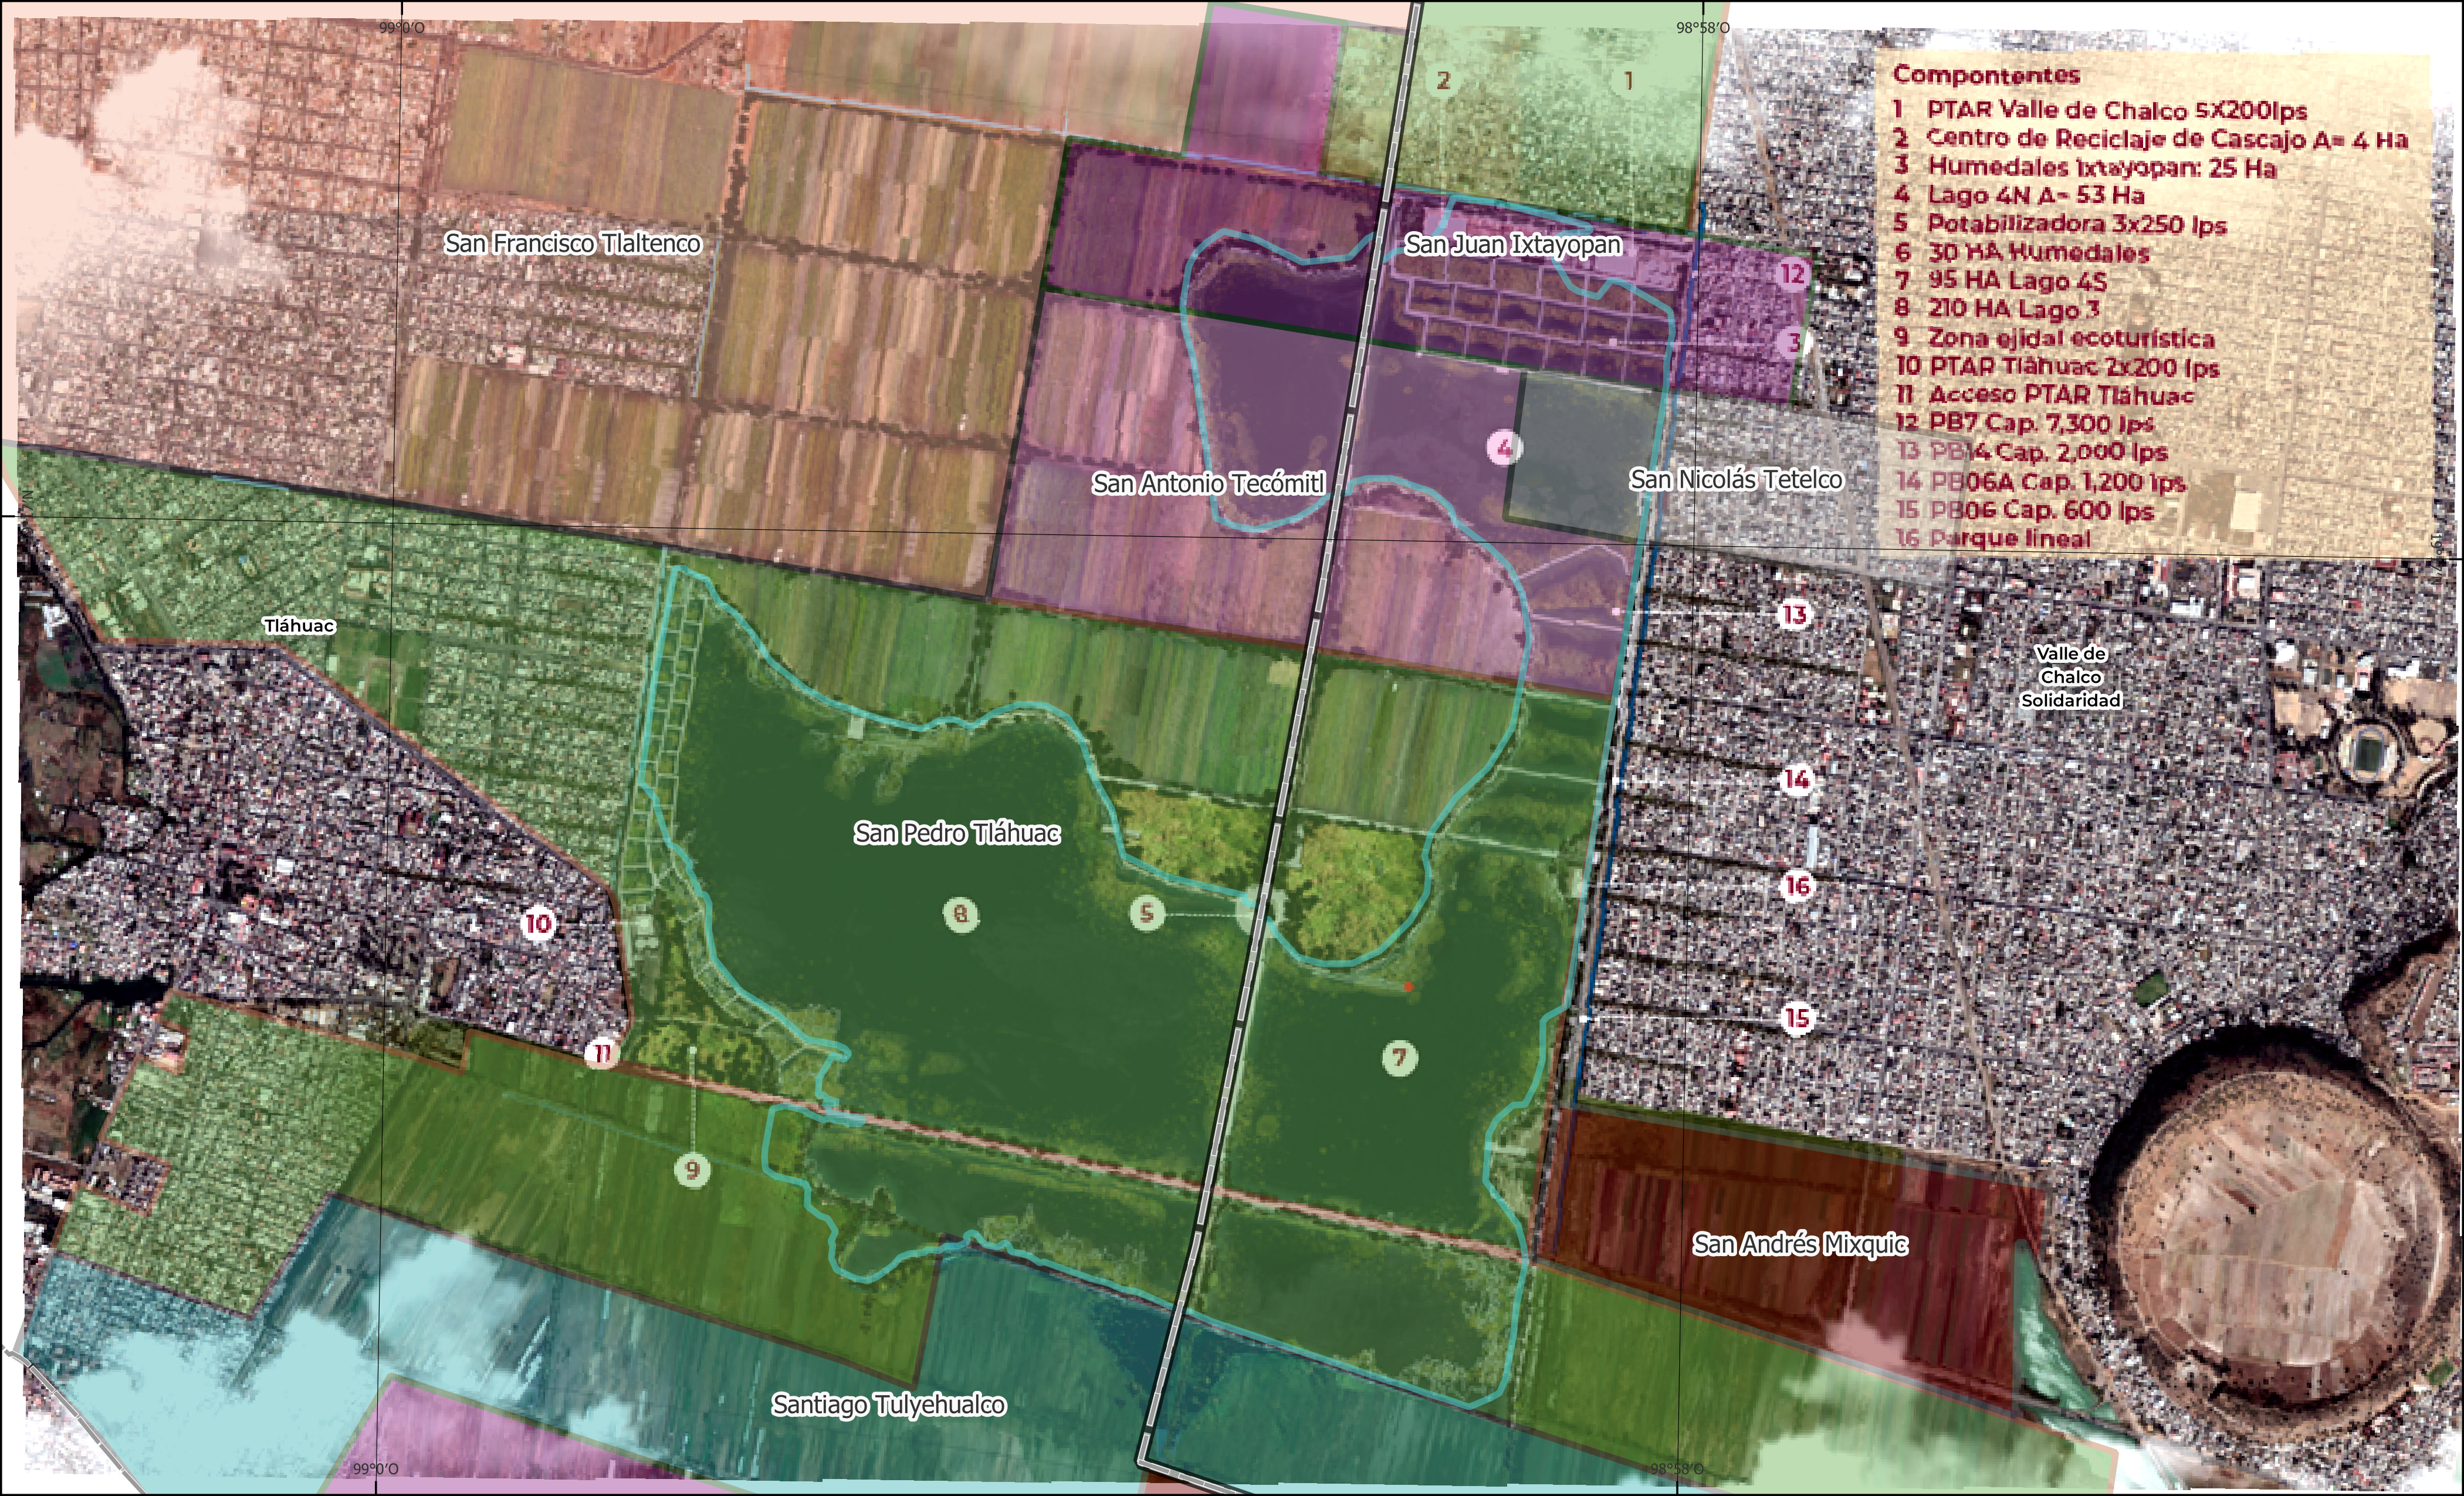 99°0'O
98°58'O
2
1
Compontentes
1 PTAR Valle de Chalco 5X200lps
2 Centro de Reciclaje de Cascajo A= 4 Ha
3 Humedales Ixtayopan: 25 Ha
4 Lago 4N A= 53 Ha
5 Potabilizadora 3x250 lps
6 30 HA Humedales
7 95 HA Lago 4S
8 210 HA Lago 3
9 Zona ejidal ecoturística
10 PTAR Tláhuac 2x200 lps
11 Acceso PTAR Tláhuac
12 PB7 Cap. 7,300 lps
13 PB14 Cap. 2,000 lps
14 PB06A Cap. 1,200 lps
15 PB06 Cap. 600 lps
16 Parque lineal
San Francisco Tlaltenco
San Juan Ixtayopan
12
3
4
San Antonio Tecómitl
San Nicolás Tetelco
Tláhuac
13
Valle de
Chalco
Solidaridad
14
San Pedro Tláhuac
16
10
8
5
15
11
7
9
San Andrés Mixquic
Santiago Tulyehualco
99°0'O
98°58'O